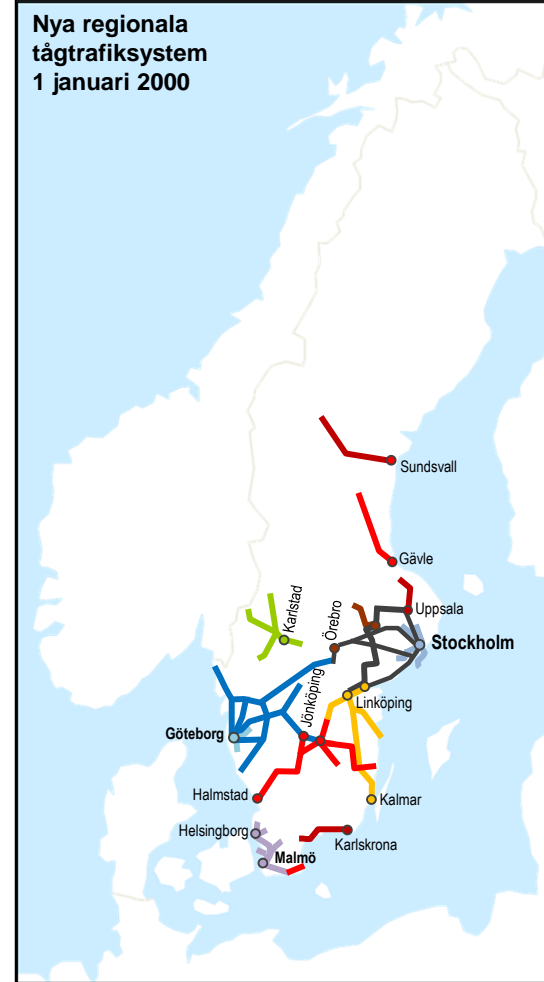 Nya regionala
tågtrafiksystem
1 januari 2000
Sundsvall
Gävle
Uppsala
Karlstad
Örebro
Stockholm
Jönköping
Linköping
Göteborg
Halmstad
Kalmar
Helsingborg
Karlskrona
Malmö